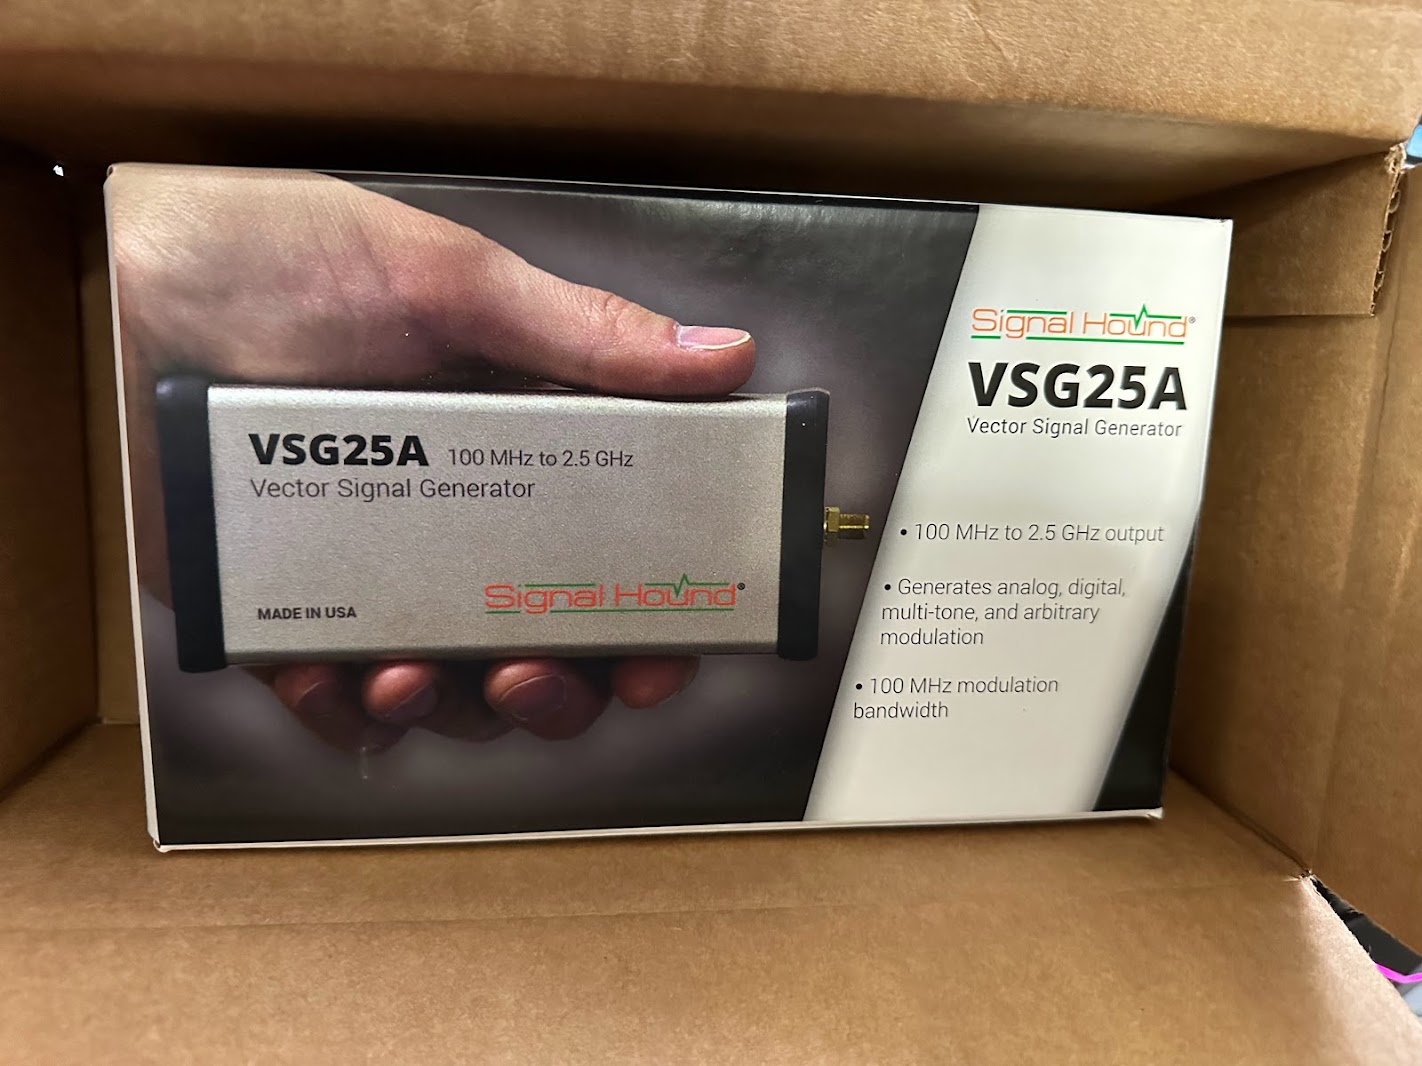 VSG25A 100 MHz to 2.5 GHz
Vector Signal Generator
MADE IN USA
Signal Hound®
Signal Hound®
VSG25A
Vector Signal Generator
• 100 MHz to 2.5 GHz output
• Generates analog, digital,
multi-tone, and arbitrary
modulation
• 100 MHz modulation
bandwidth